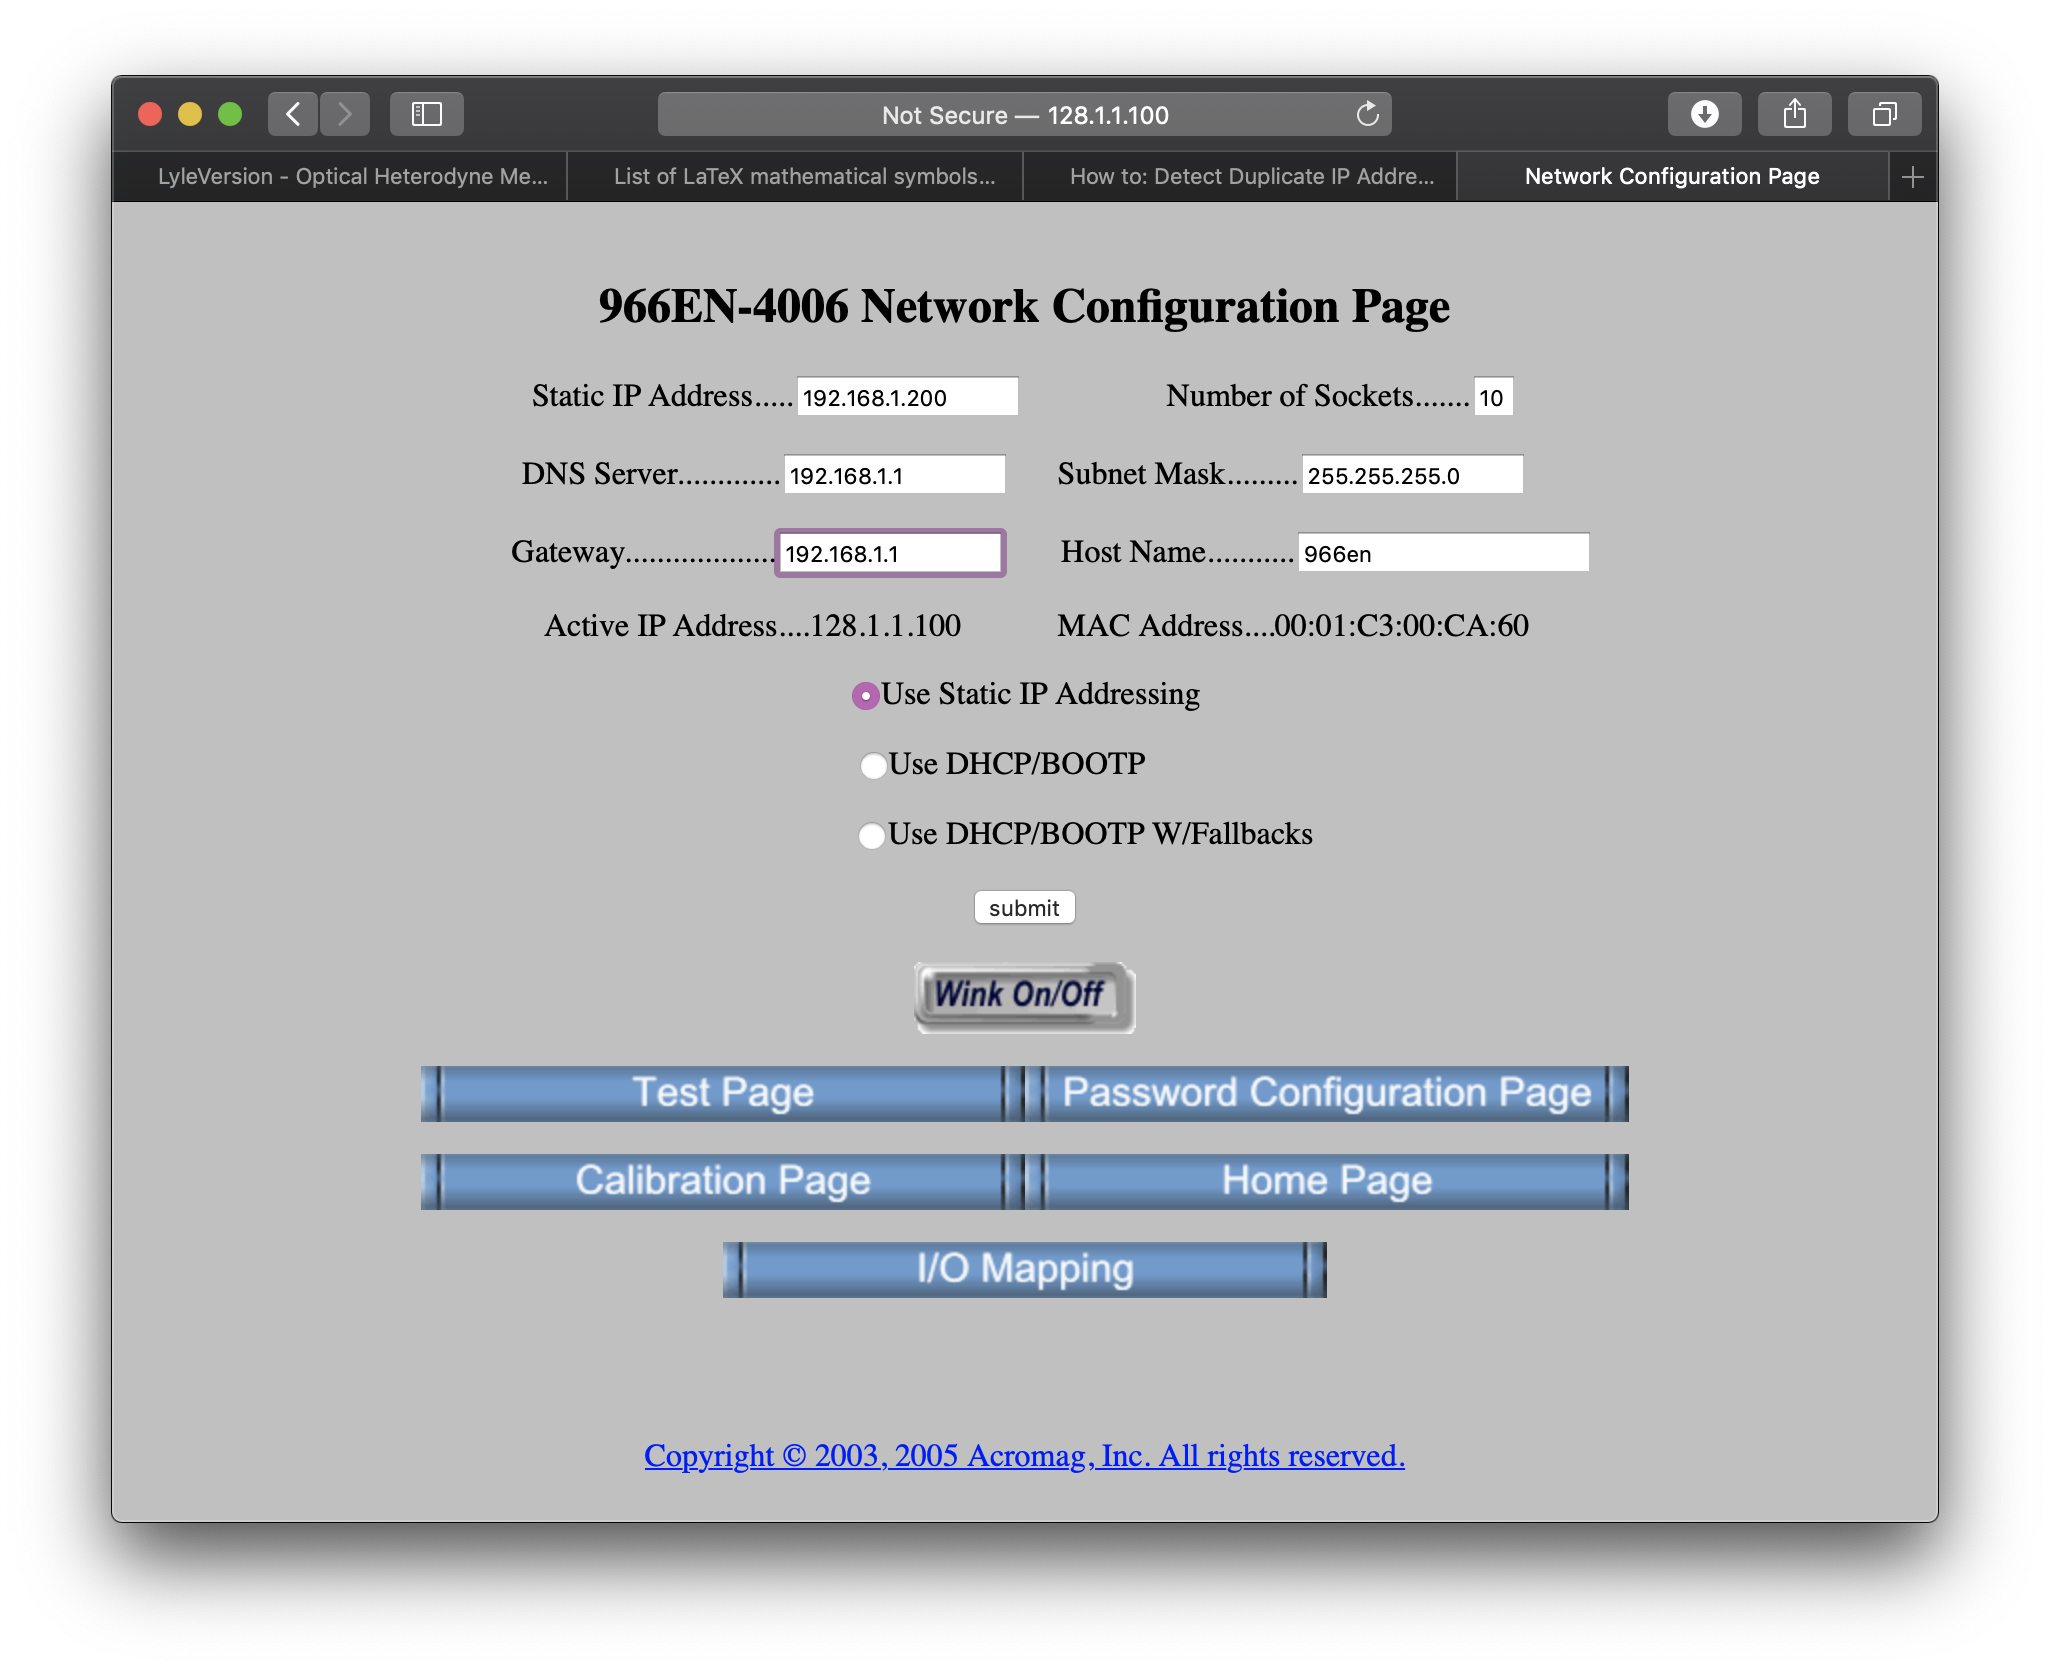 Not Secure — 128.1.1.100
LyleVersion - Optical Heterodyne Me...
List of LaTeX mathematical symbols...
How to: Detect Duplicate IP Addre...
Network Configuration Page
966EN-4006 Network Configuration Page
Static IP Address..... 192.168.1.200
Number of Sockets....... 10
DNS Server............. 192.168.1.1
Subnet Mask......... 255.255.255.0
Gateway................... 192.168.1.1
Host Name........... 966en
Active IP Address....128.1.1.100
MAC Address....00:01:C3:00:CA:60
Use Static IP Addressing
Use DHCP/BOOTP
Use DHCP/BOOTP W/Fallbacks
submit
Wink On/Off
Test Page
Password Configuration Page
Calibration Page
Home Page
I/O Mapping
Copyright © 2003, 2005 Acromag, Inc. All rights reserved.